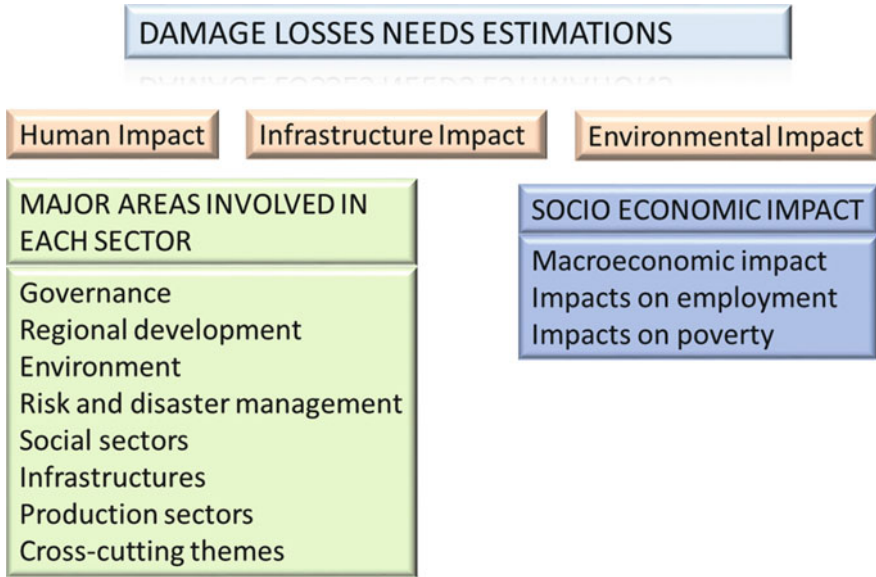 DAMAGE LOSSES NEEDS ESTIMATIONS
Human Impact
Infrastructure Impact
Environmental Impact
MAJOR AREAS INVOLVED IN
EACH SECTOR
Governance
Regional development
Environment
Risk and disaster management
Social sectors
Infrastructures
Production sectors
Cross-cutting themes
SOCIO ECONOMIC IMPACT
Macroeconomic impact
Impacts on employment
Impacts on poverty